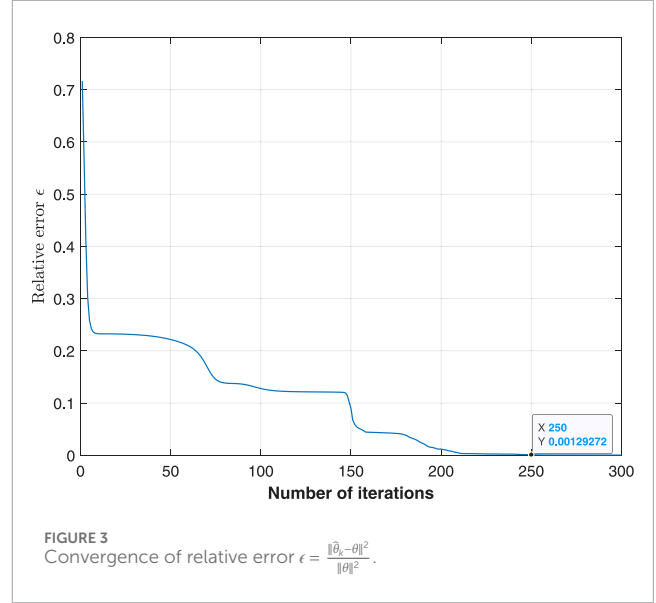 0.8
0.7
0.6
0.5
0.4
0.3
0.2
0.1
0
Relative error ϵ
X 250
Y 0.00129272
0 50 100 150 200 250 300
Number of iterations
FIGURE 3
Convergence of relative error ϵ = ‖θ̂ₖ−θ‖² / ‖θ‖².